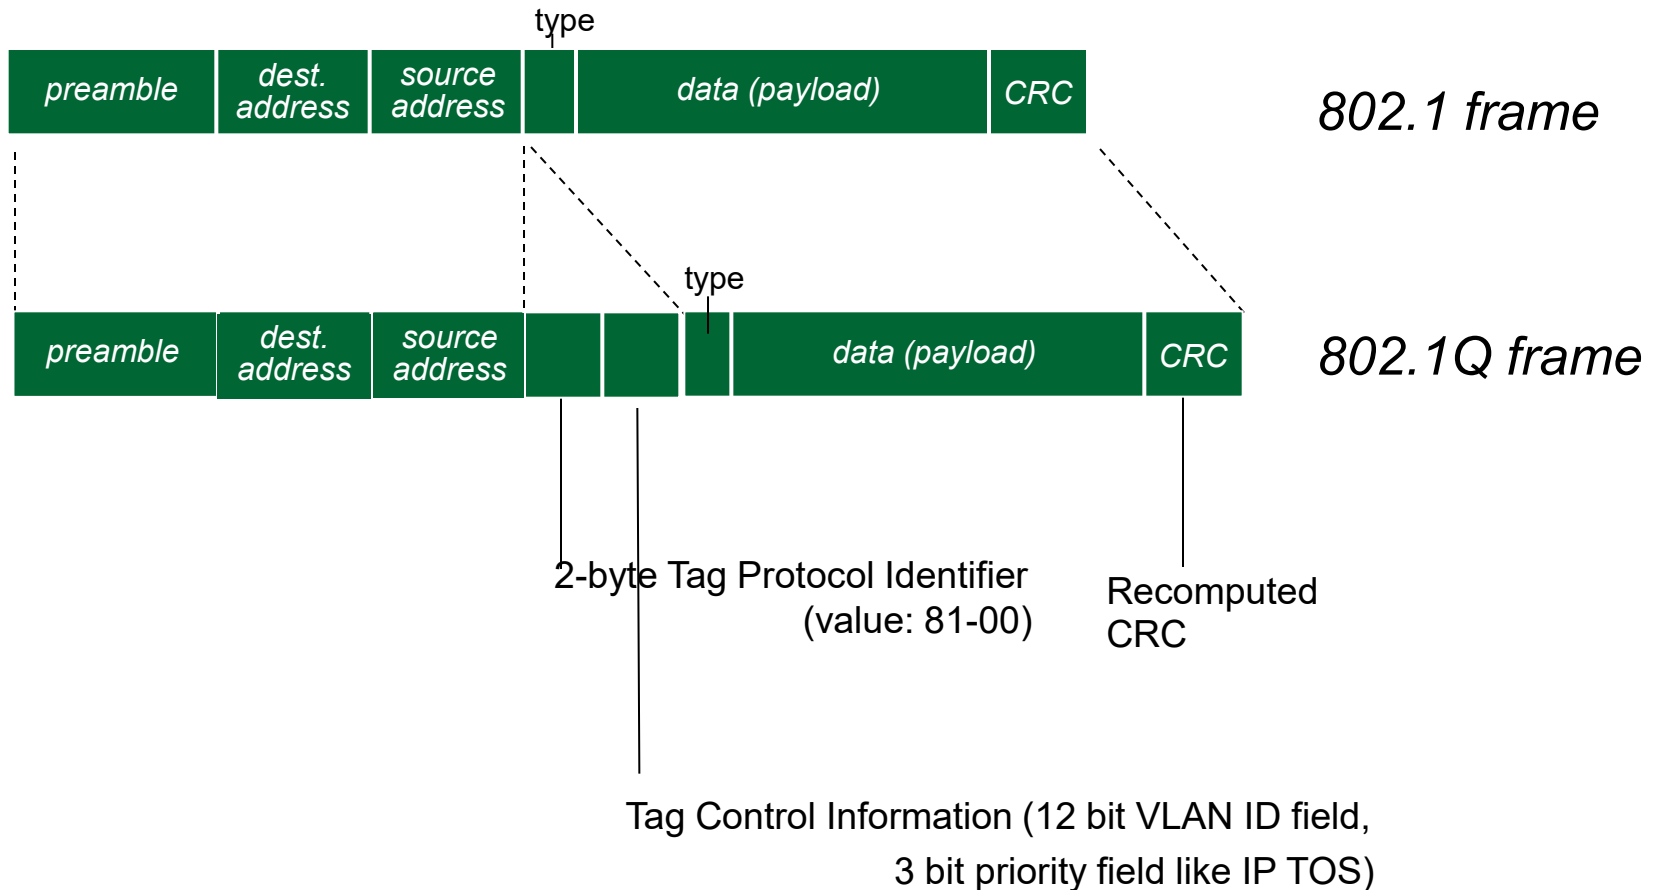 type
preamble
dest.
address
source
address
data (payload)
CRC
802.1 frame
type
preamble
dest.
address
source
address
data (payload)
CRC
802.1Q frame
2-byte Tag Protocol Identifier
(value: 81-00)
Recomputed
CRC
Tag Control Information (12 bit VLAN ID field,
3 bit priority field like IP TOS)